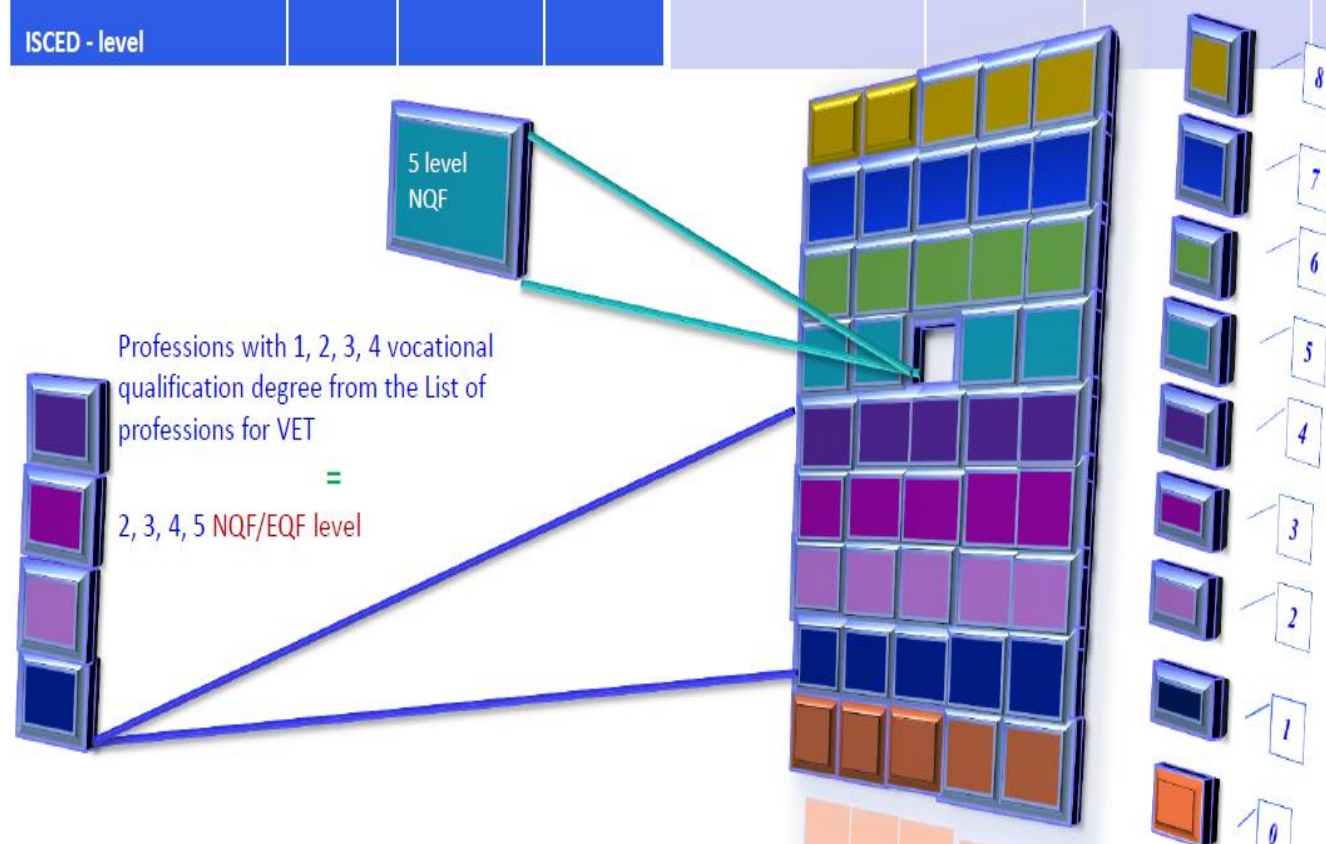 ISCED - level
5 level
NQF
Professions with 1, 2, 3, 4 vocational
qualification degree from the List of
professions for VET
=
2, 3, 4, 5 NQF/EQF level
8
7
6
5
4
3
2
1
0